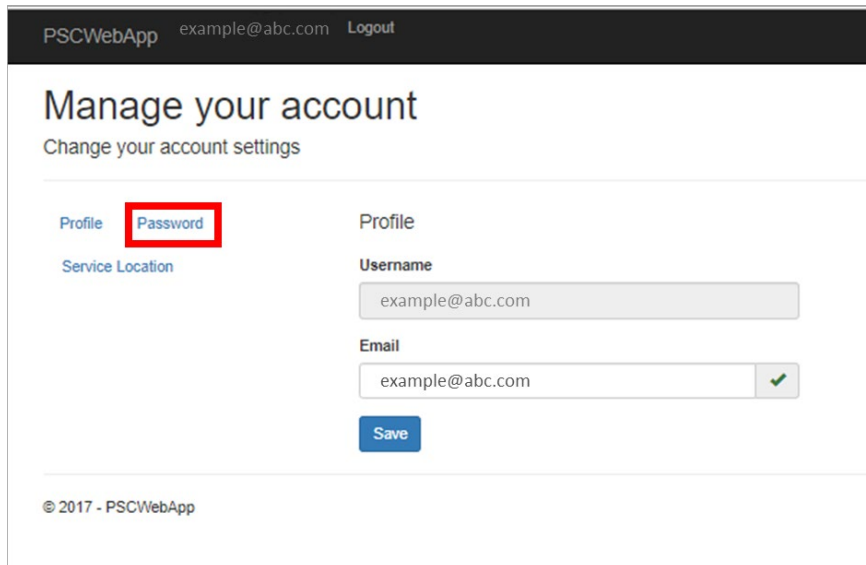 PSCWebApp example@abc.com Logout
Manage your account
Change your account settings
Profile Password
Service Location
Profile
Username
example@abc.com
Email
example@abc.com
Save
© 2017 - PSCWebApp